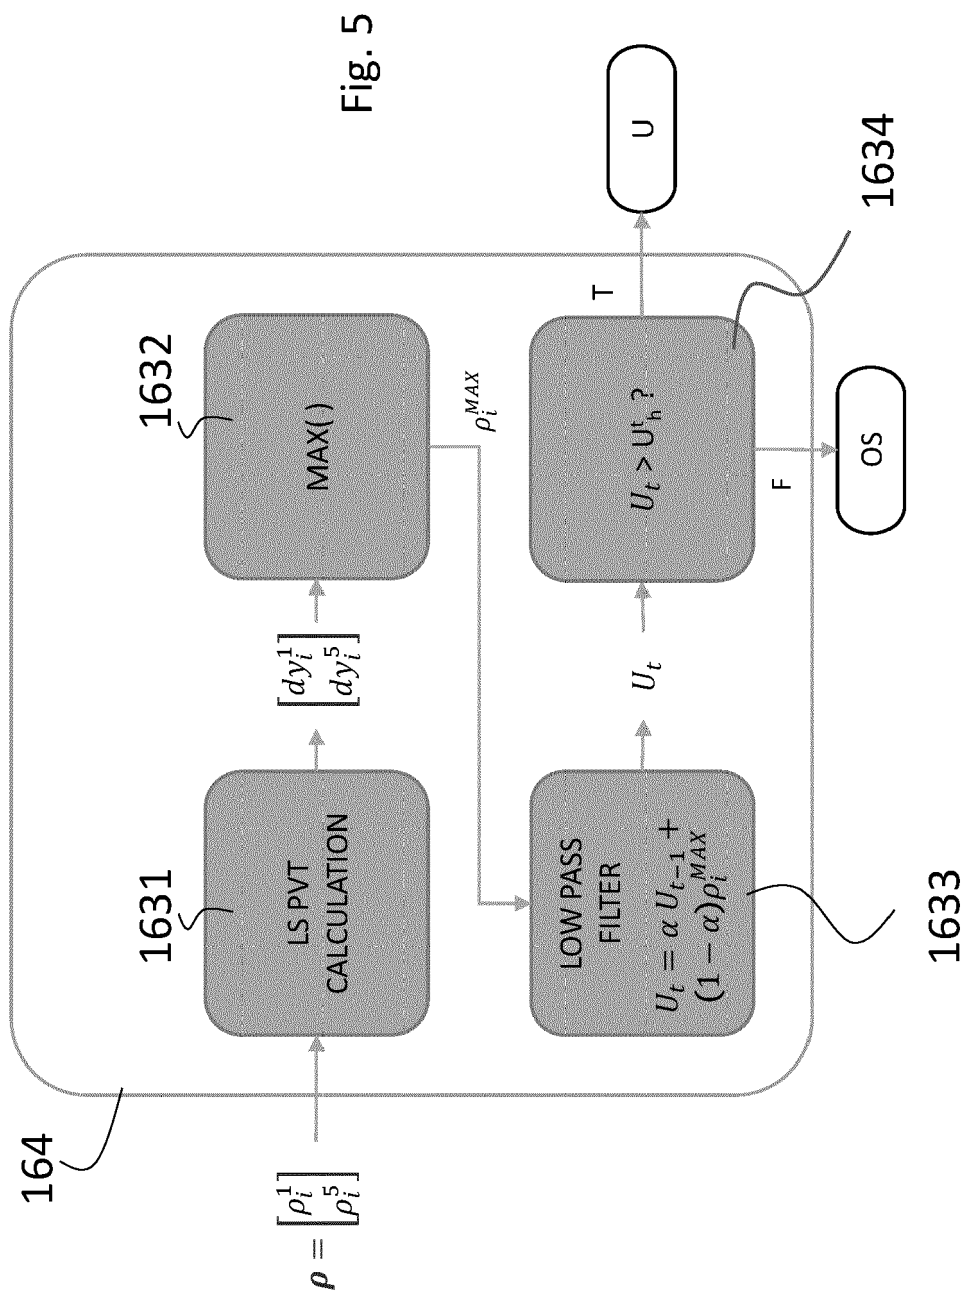 164
ρ = [ρ_i^1
ρ_i^5]
1631
LS PVT
CALCULATION
[dy_i^1
dy_i^5]
1632
MAX( )
ρ_i^{MAX}
LOW PASS
FILTER
U_t = α U_{t−1} +
(1 − α)ρ_i^{MAX}
1633
U_t
U_t > U_h^t ?
1634
T
U
F
OS
Fig. 5